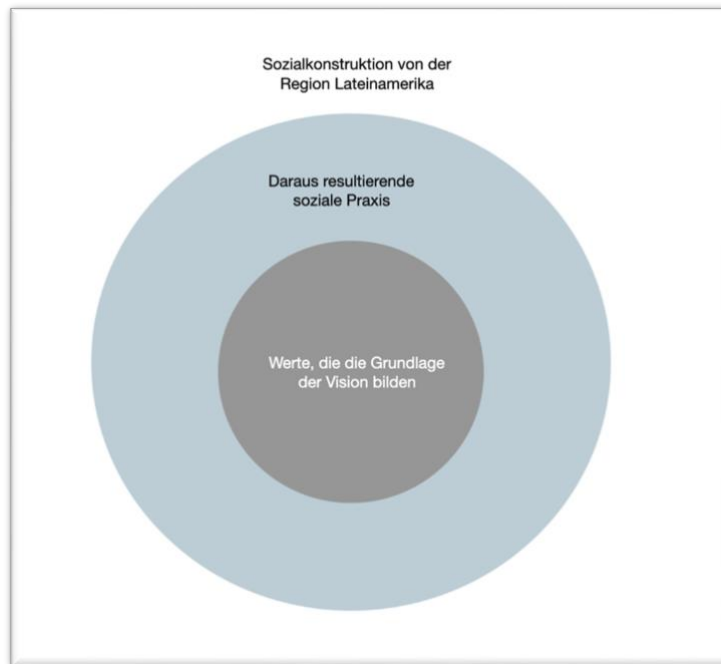 Sozialkonstruktion von der
Region Lateinamerika
Daraus resultierende
soziale Praxis
Werte, die die Grundlage
der Vision bilden